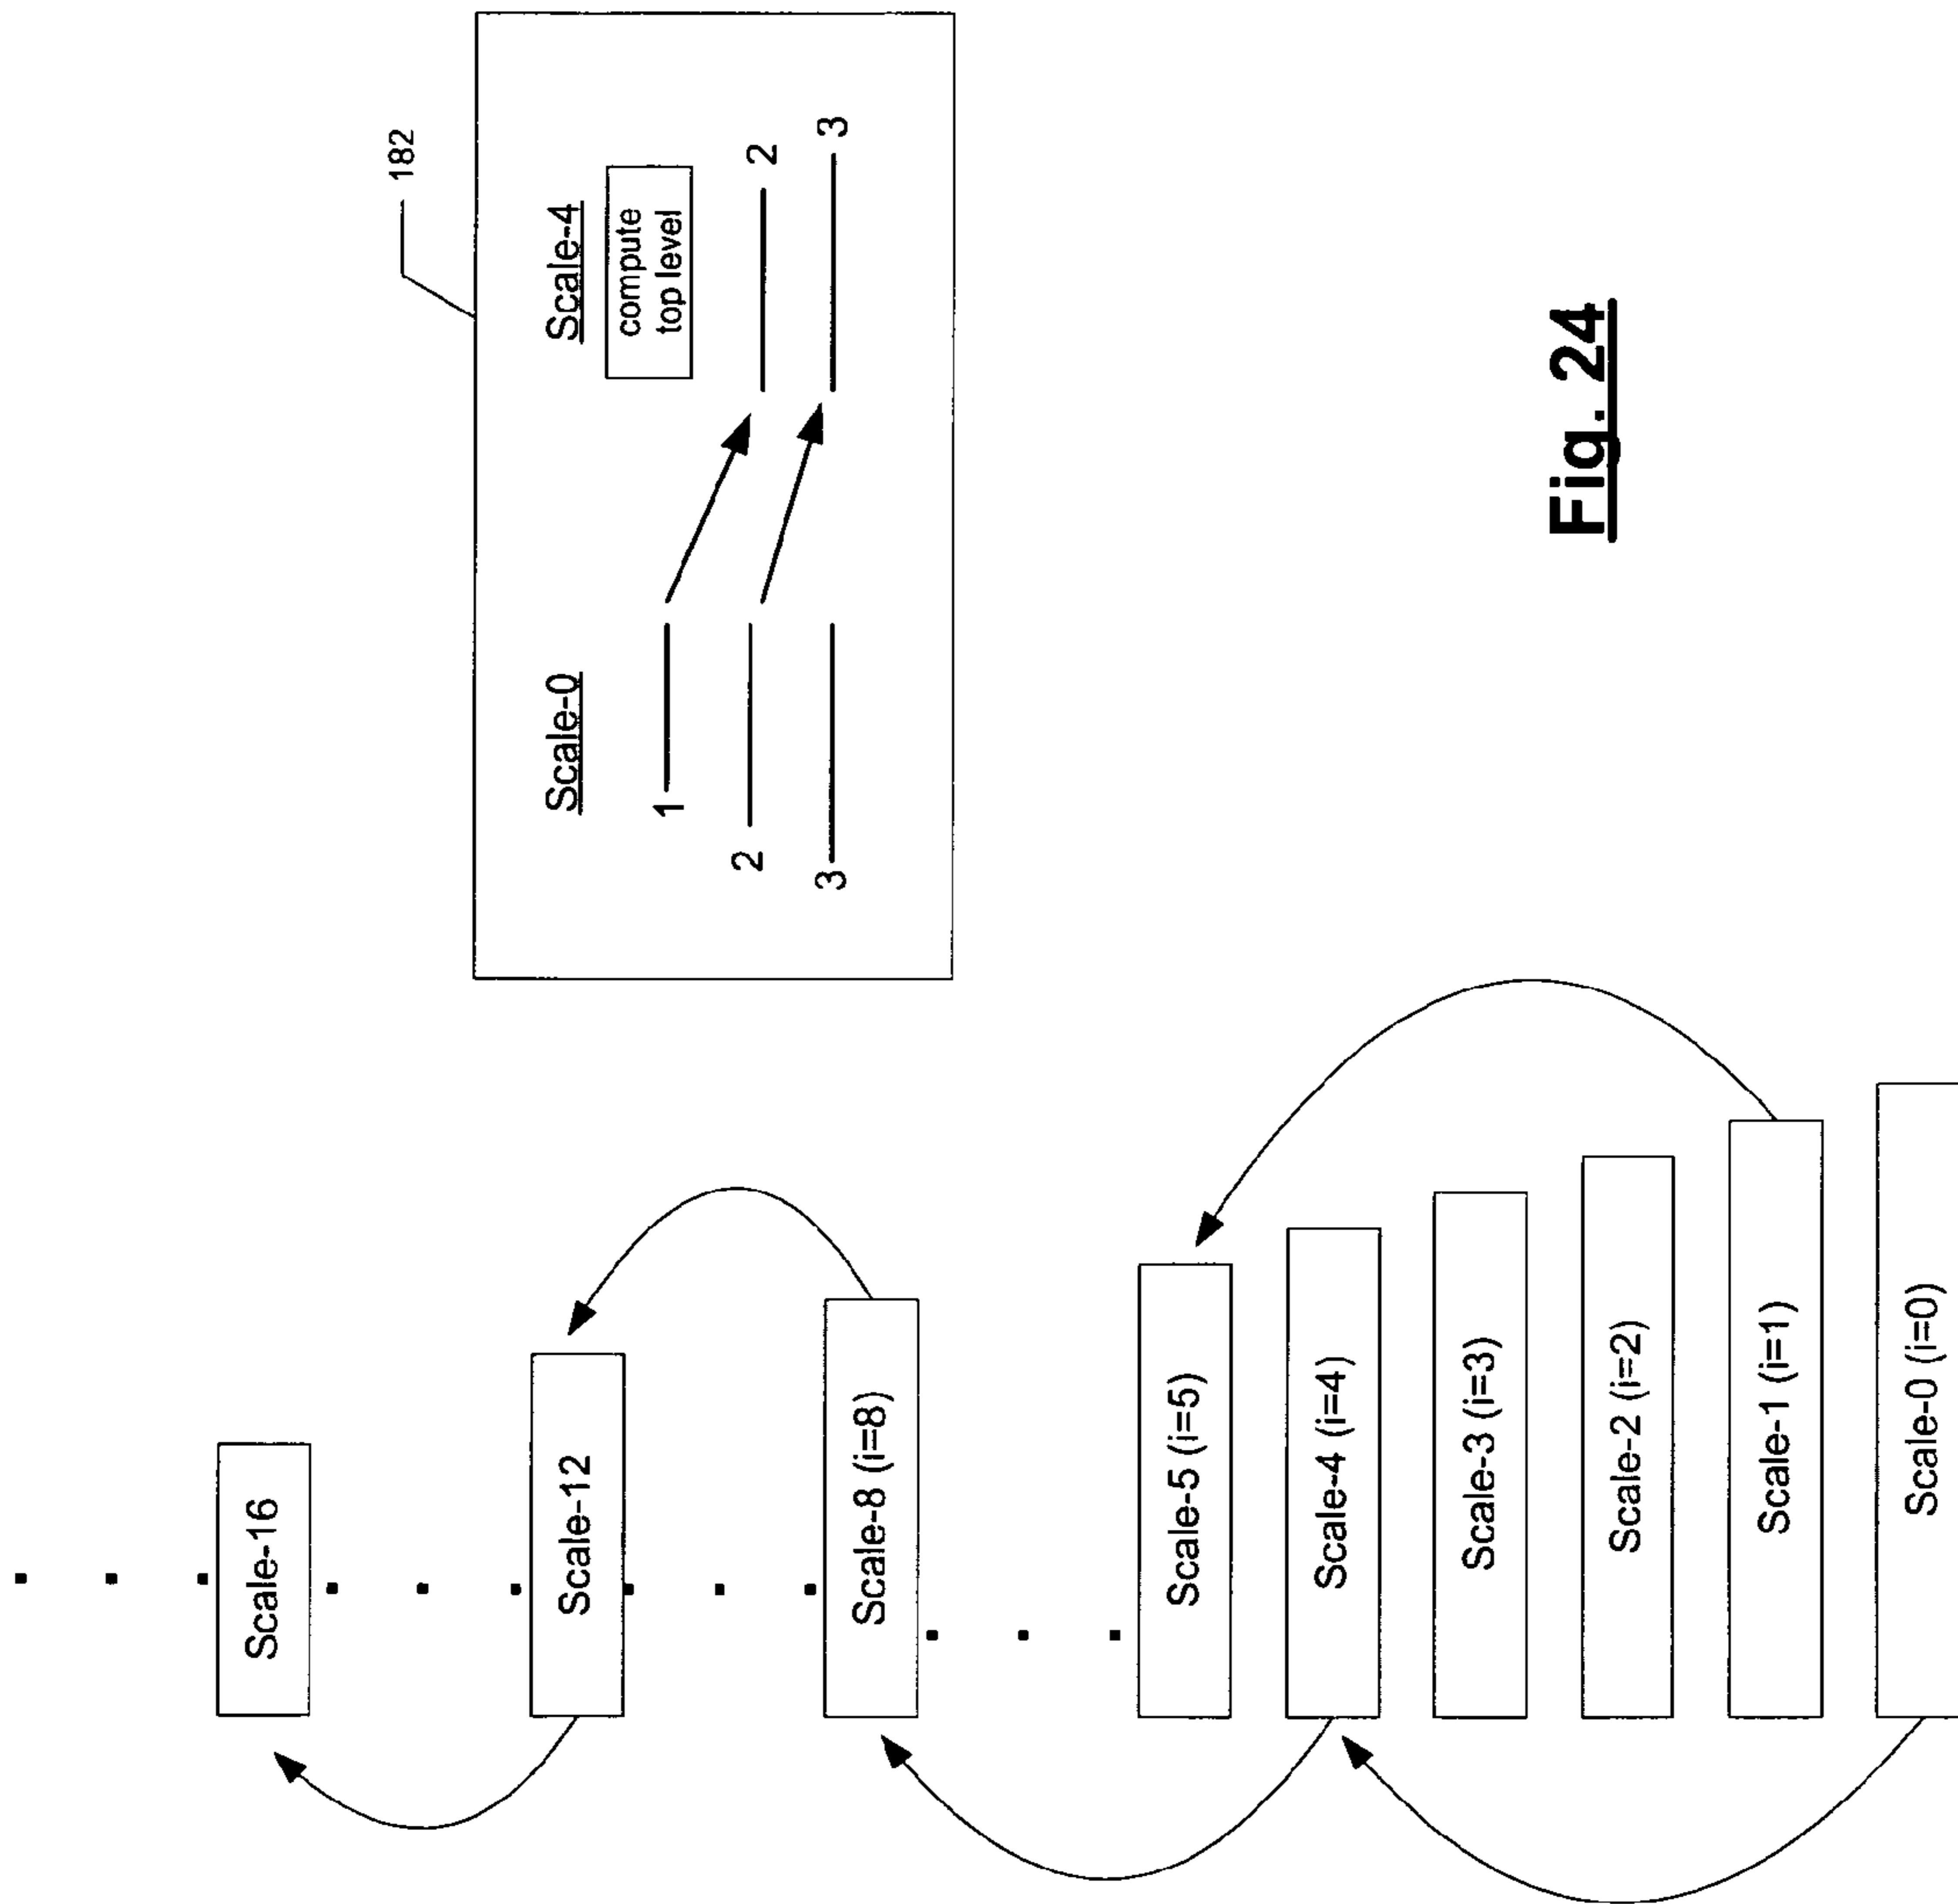 Scale-16
Scale-12
Scale-8 (i=8)
Scale-5 (i=5)
Scale-4 (i=4)
Scale-3 (i=3)
Scale-2 (i=2)
Scale-1 (i=1)
Scale-0 (i=0)
182
Scale-0
Scale-4
compute
top level
1
2
2
3
3
Fig. 24